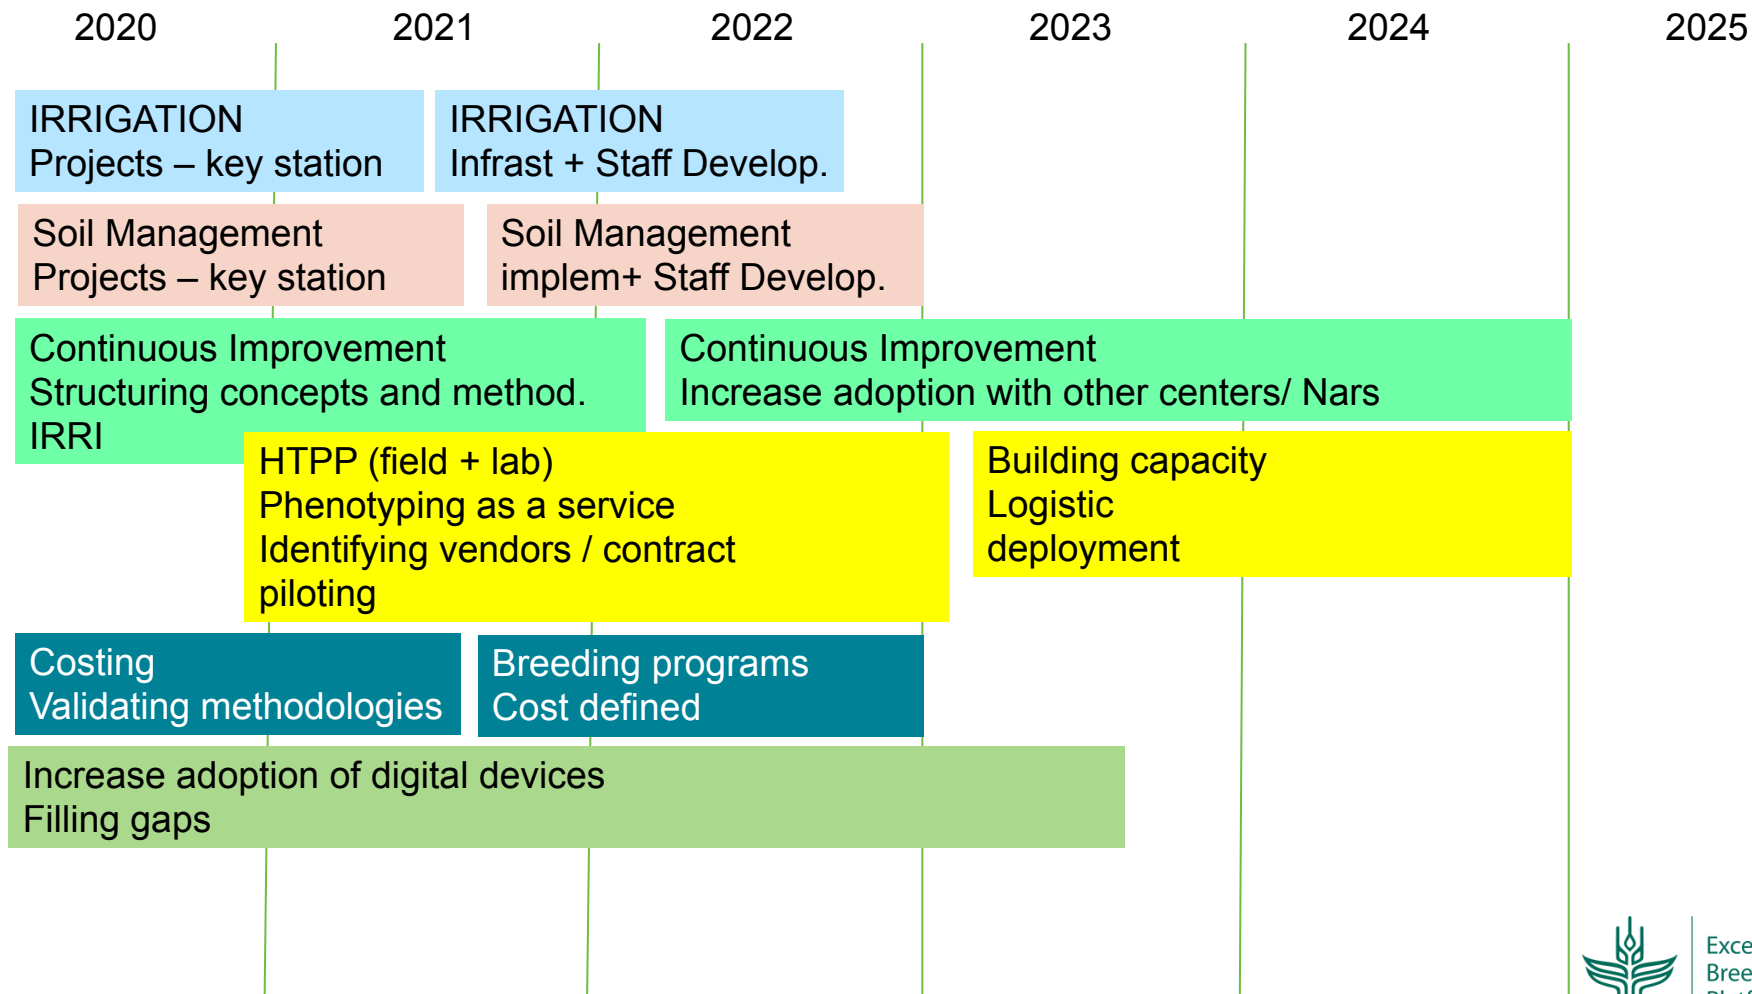 2020 2021 2022 2023 2024 2025
IRRIGATION
Projects – key station
IRRIGATION
Infrast + Staff Develop.
Soil Management
Projects – key station
Soil Management
implem+ Staff Develop.
Continuous Improvement
Structuring concepts and method.
IRRI
Continuous Improvement
Increase adoption with other centers/ Nars
HTPP (field + lab)
Phenotyping as a service
Identifying vendors / contract
piloting
Building capacity
Logistic
deployment
Costing
Validating methodologies
Breeding programs
Cost defined
Increase adoption of digital devices
Filling gaps